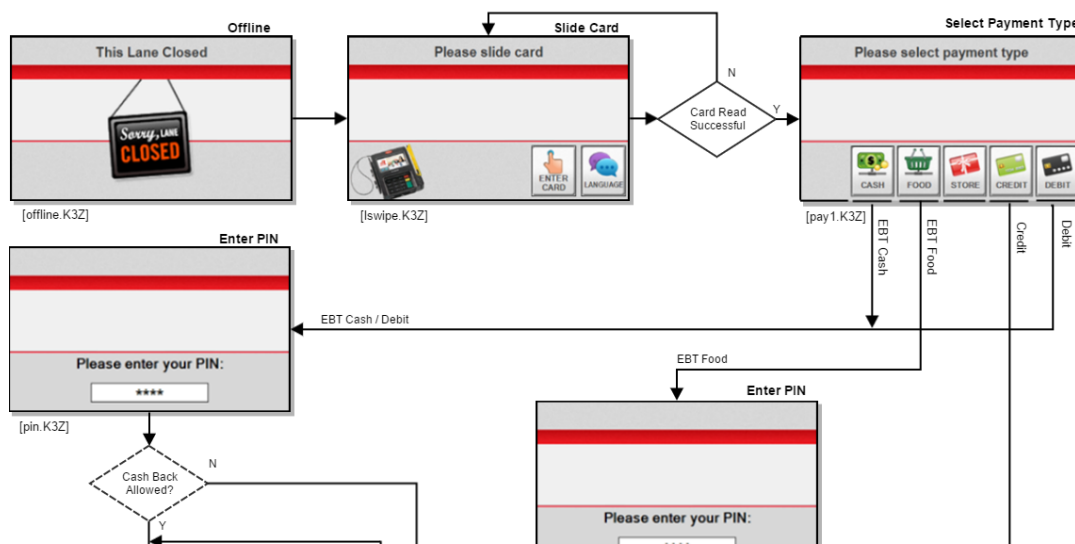 Offline
This Lane Closed
Sorry, LANE
CLOSED
[offline.K3Z]
Slide Card
Please slide card
ENTER
CARD
LANGUAGE
[lswipe.K3Z]
N
Card Read
Successful
Y
Select Payment Type
Please select payment type
CASH
FOOD
STORE
CREDIT
DEBIT
[pay1.K3Z]
EBT Cash
EBT Food
Credit
Debit
Enter PIN
EBT Cash / Debit
Please enter your PIN:
****
[pin.K3Z]
Cash Back
Allowed?
N
Y
EBT Food
Enter PIN
Please enter your PIN:
****